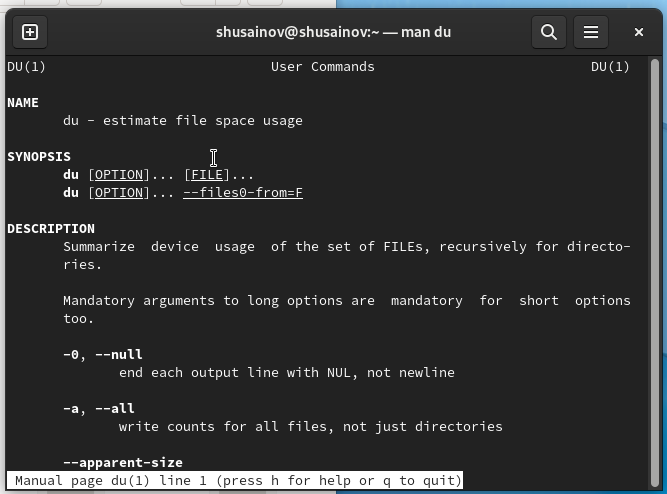 shusainov@shusainov:~ — man du
DU(1) User Commands DU(1)
NAME
du - estimate file space usage
SYNOPSIS
du [OPTION]... [FILE]...
du [OPTION]... --files0-from=F
DESCRIPTION
Summarize device usage of the set of FILEs, recursively for directo-
ries.
Mandatory arguments to long options are mandatory for short options
too.
-0, --null
end each output line with NUL, not newline
-a, --all
write counts for all files, not just directories
--apparent-size
Manual page du(1) line 1 (press h for help or q to quit)